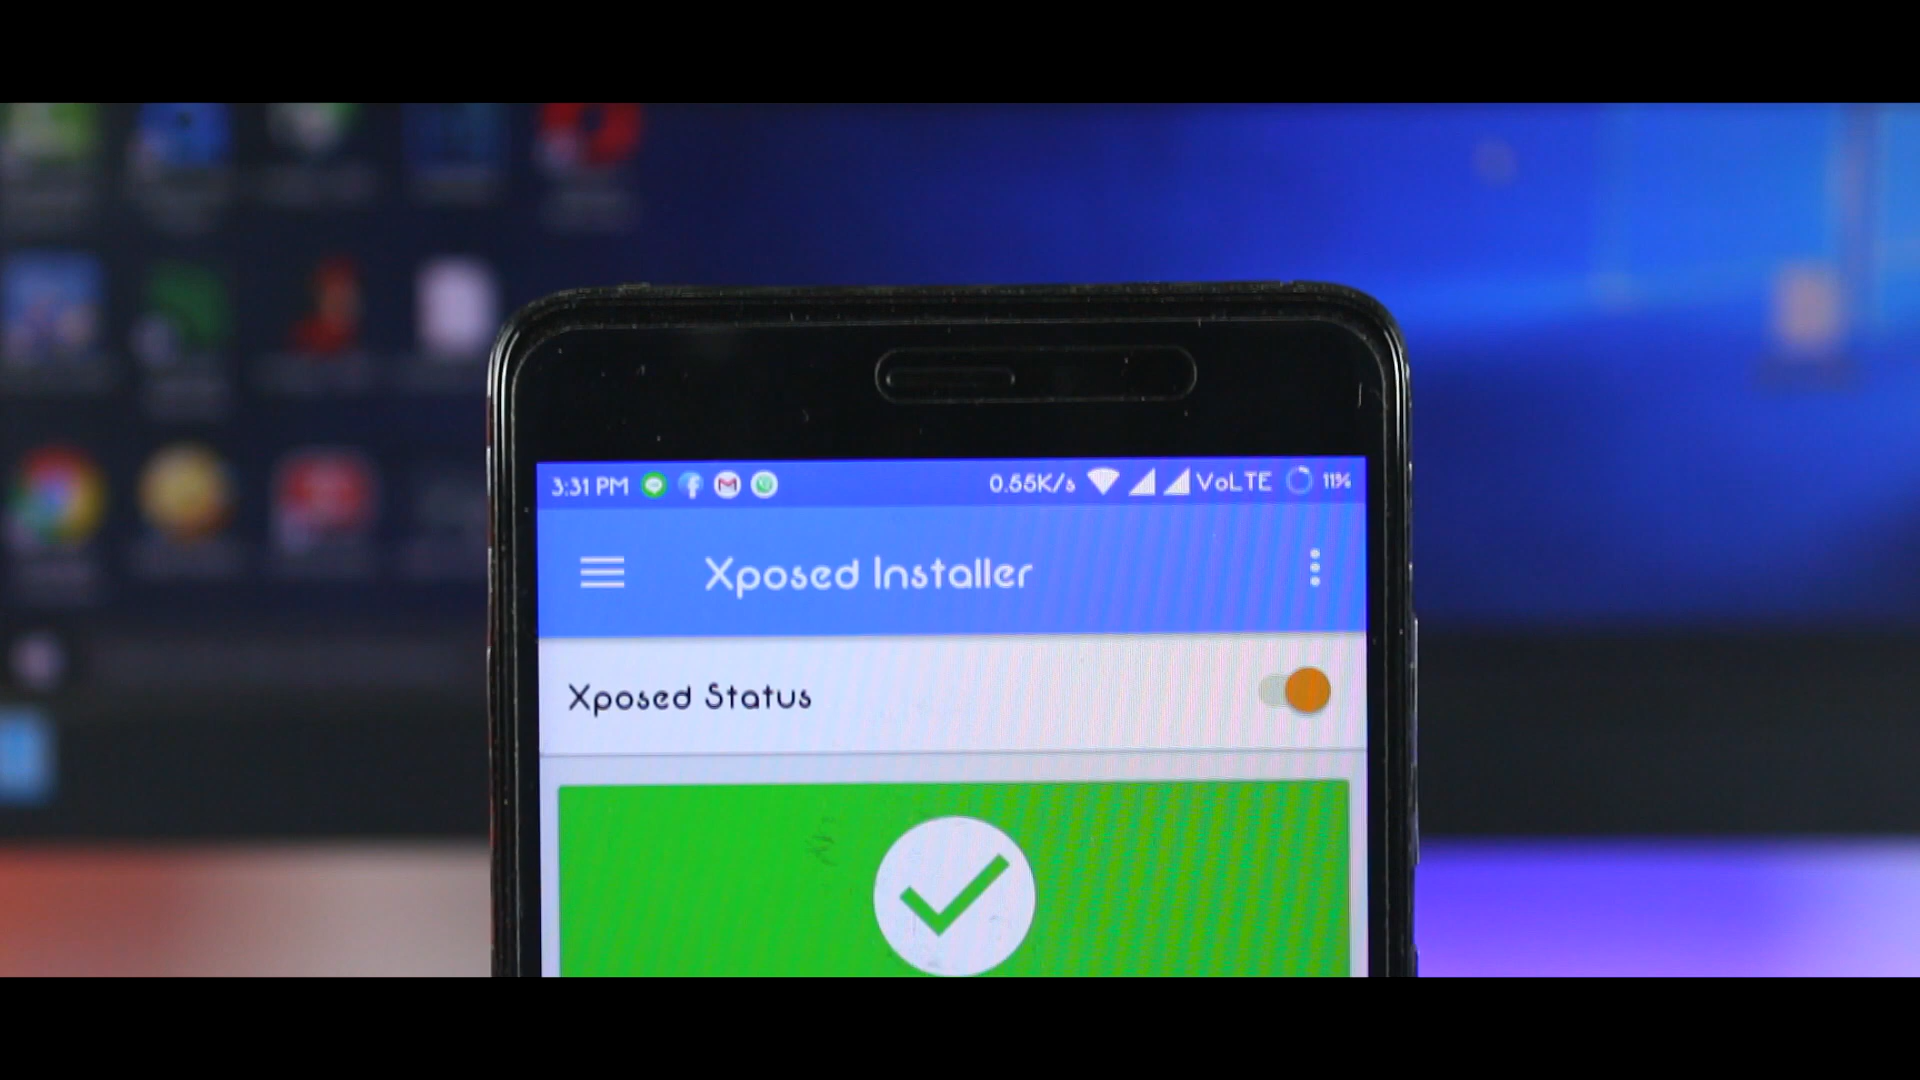 3:31 PM 0.55K/s VoLTE 11%
Xposed Installer
Xposed Status